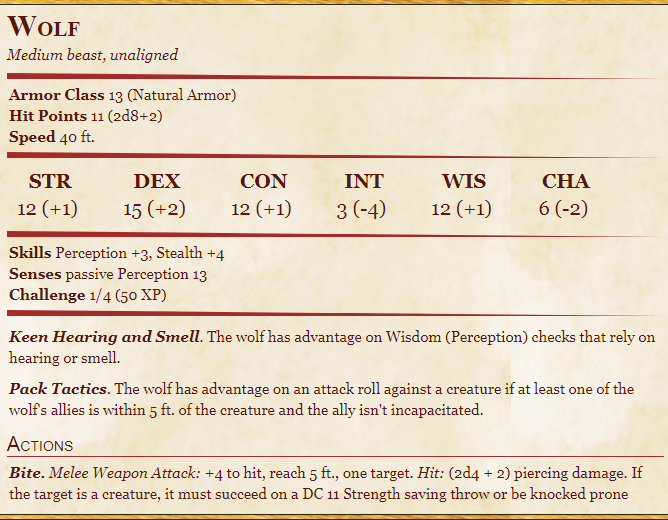 Wolf
Medium beast, unaligned
Armor Class 13 (Natural Armor)
Hit Points 11 (2d8+2)
Speed 40 ft.
STR DEX CON INT WIS CHA
12 (+1) 15 (+2) 12 (+1) 3 (-4) 12 (+1) 6 (-2)
Skills Perception +3, Stealth +4
Senses passive Perception 13
Challenge 1/4 (50 XP)
Keen Hearing and Smell. The wolf has advantage on Wisdom (Perception) checks that rely on
hearing or smell.
Pack Tactics. The wolf has advantage on an attack roll against a creature if at least one of the
wolf's allies is within 5 ft. of the creature and the ally isn't incapacitated.
Actions
Bite. Melee Weapon Attack: +4 to hit, reach 5 ft., one target. Hit: (2d4 + 2) piercing damage. If
the target is a creature, it must succeed on a DC 11 Strength saving throw or be knocked prone